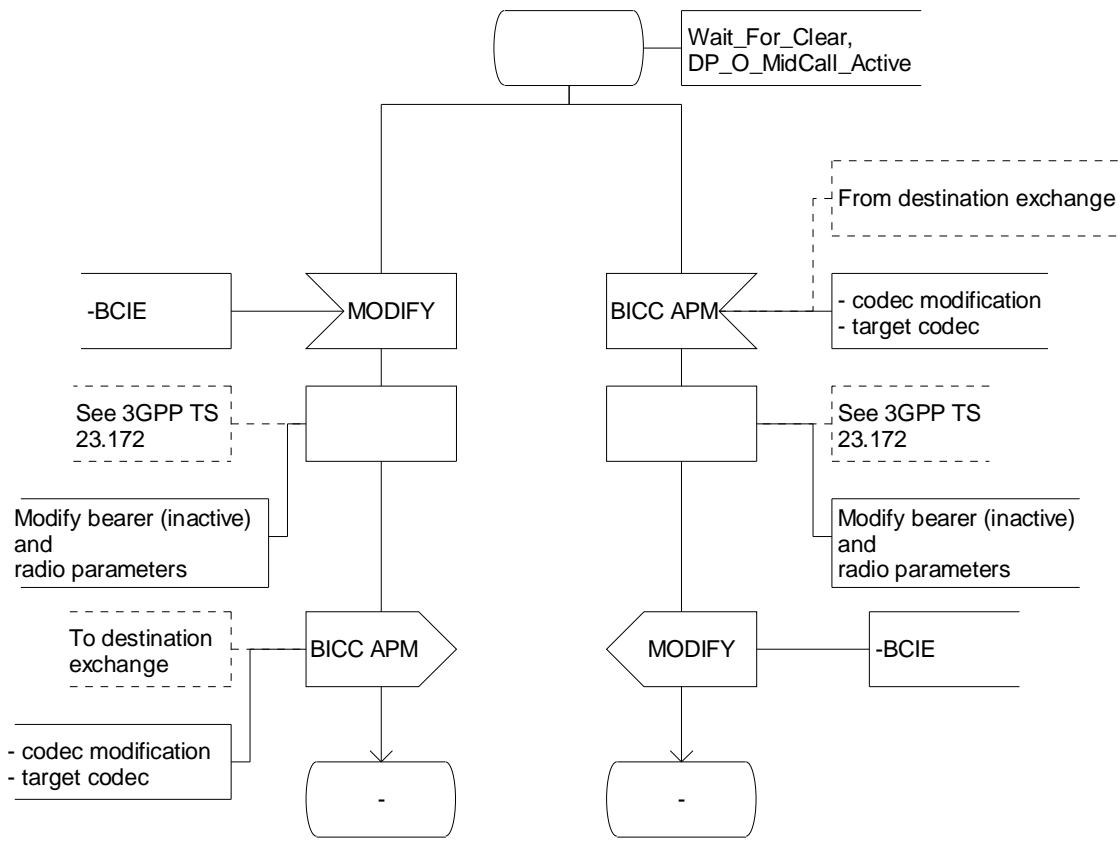 Wait_For_Clear,
DP_O_MidCall_Active
From destination exchange
-BCIE
MODIFY
BICC APM
- codec modification
- target codec
See 3GPP TS
23.172
See 3GPP TS
23.172
Modify bearer (inactive)
and
radio parameters
Modify bearer (inactive)
and
radio parameters
To destination
exchange
BICC APM
MODIFY
-BCIE
- codec modification
- target codec
-
-